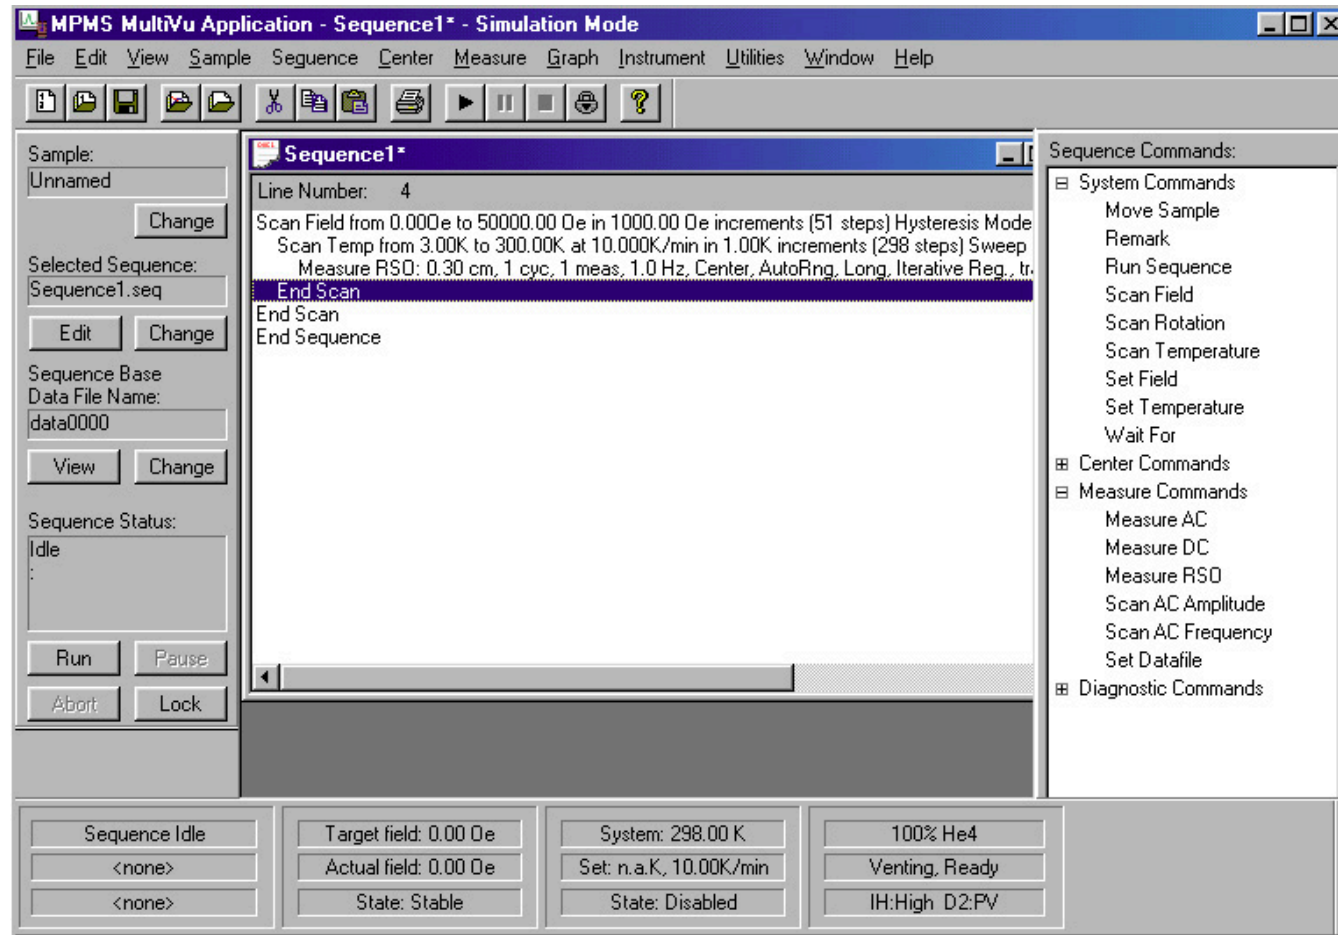 MPMS MultiVu Application - Sequence1* - Simulation Mode
File Edit View Sample Sequence Center Measure Graph Instrument Utilities Window Help
Sample:
Unnamed
Change
Selected Sequence:
Sequence1.seq
Edit Change
Sequence Base
Data File Name:
data0000
View Change
Sequence Status:
Idle
:
Run Pause
Abort Lock
Sequence1*
Line Number: 4
Scan Field from 0.00Oe to 50000.00 Oe in 1000.00 Oe increments (51 steps) Hysteresis Mode
Scan Temp from 3.00K to 300.00K at 10.000K/min in 1.00K increments (298 steps) Sweep
Measure RSO: 0.30 cm, 1 cyc, 1 meas, 1.0 Hz, Center, AutoRng, Long, Iterative Reg., tr
End Scan
End Scan
End Sequence
Sequence Commands:
System Commands
Move Sample
Remark
Run Sequence
Scan Field
Scan Rotation
Scan Temperature
Set Field
Set Temperature
Wait For
Center Commands
Measure Commands
Measure AC
Measure DC
Measure RSO
Scan AC Amplitude
Scan AC Frequency
Set Datafile
Diagnostic Commands
Sequence Idle
<none>
<none>
Target field: 0.00 Oe
Actual field: 0.00 Oe
State: Stable
System: 298.00 K
Set: n.a.K, 10.00K/min
State: Disabled
100% He4
Venting, Ready
IH:High D2:PV